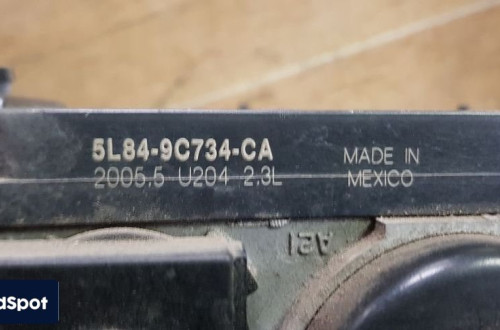 5L84-9C734-CA
2005.5 U204 2.3L
MADE IN
MEXICO
A21
dSpot